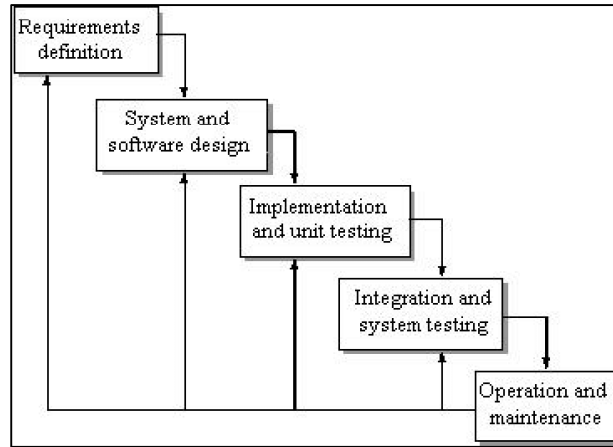 Requirements
definition
System and
software design
Implementation
and unit testing
Integration and
system testing
Operation and
maintenance